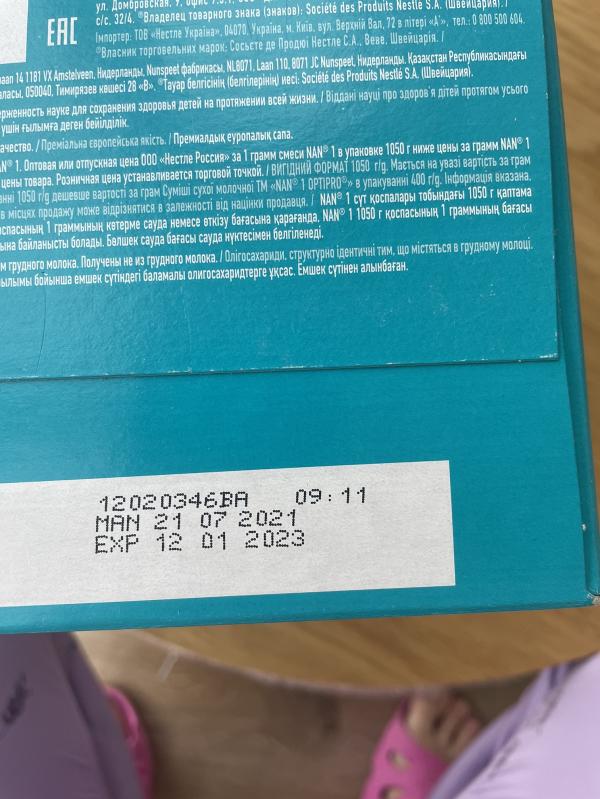 ул. Домбровская. 9, офис
с/с. 32/4. ®Владелец товарного знака (знаков): Société des Produits Nestlé S.A. (Швейцария).
EAC
Імпортер: ТОВ «Нестле Україна», 04070, Україна, м. Київ, вул. Верхній Вал, 72 в літері «А», тел.: 0 800 500 604.
®Власник торговельних марок: Сосьєте де Продюі Нестле С.А., Веве, Швейцарія. /
laan 14 1181 VX Amstelveen, Нидерланды, Nunspeet фабрикасы, NL8071, Laan 110, 8071 JC Nunspeet, Нидерланды. Қазақстан Республикасындағы
қаласы, 050040, Тимирязев көшесі 28 «В». ®Тауар белгісінің (белгілерінің) иесі: Société des Produits Nestlé S.A. (Швейцария).
ерженность науке для сохранения здоровья детей на протяжении всей жизни. / Віддані науці про здоров'я дітей протягом усього
үшін ғылымға деген бейілділік.
ачество. / Преміальна європейська якість. / Премиалдық еуропалық сапа.
N® 1. Оптовая или отпускная цена ООО «Нестле Россия» за 1 грамм смеси NAN® 1 в упаковке 1050 г ниже цены за грамм NAN® 1
цены товара. Розничная цена устанавливается торговой точкой. / ВИГІДНИЙ ФОРМАТ 1050 г/g. Мається на увазі вартість за грам
анні 1050 г/g дешевше вартості за грам Суміші сухої молочної ТМ «NAN® 1 OPTIPRO®» в упакуванні 400 г/g. Інформація вказана.
в місцях продажу може відрізнятися в залежності від націнки продавця. / NAN® 1 сүт қоспалары тобындағы 1050 г қаптама
оспасының 1 граммының көтерме сауда немесе өткізу бағасына қарағанда, NAN® 1 1050 г қоспасының 1 граммының бағасы
ына байланысты болады. Бөлшек сауда бағасы сауда нүктесімен белгіленеді.
м грудного молока. Получены не из грудного молока. / Олігосахариди, структурно ідентичні тим, що містяться в грудному молоці.
ылымы бойынша емшек сүтіндегі баламалы олигосахаридтерге ұқсас. Емшек сүтінен алынбаған.
12020346BA 09:11
MAN 21 07 2021
EXP 12 01 2023